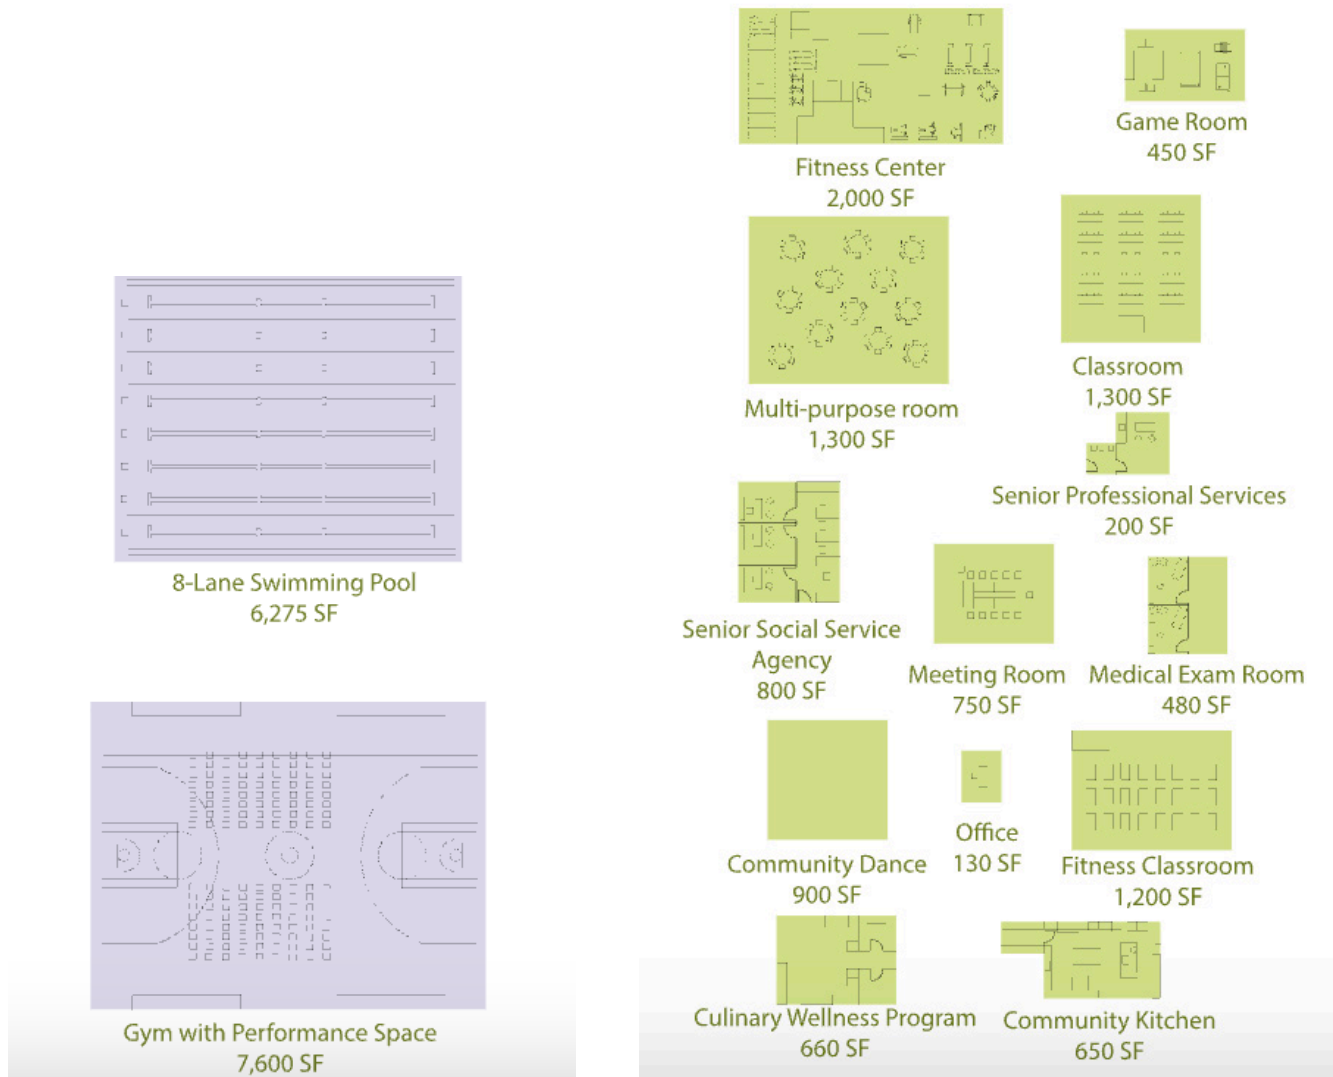 8-Lane Swimming Pool
6,275 SF
Gym with Performance Space
7,600 SF
Fitness Center
2,000 SF
Game Room
450 SF
Multi-purpose room
1,300 SF
Classroom
1,300 SF
Senior Professional Services
200 SF
Senior Social Service
Agency
800 SF
Meeting Room
750 SF
Medical Exam Room
480 SF
Community Dance
900 SF
Office
130 SF
Fitness Classroom
1,200 SF
Culinary Wellness Program
660 SF
Community Kitchen
650 SF